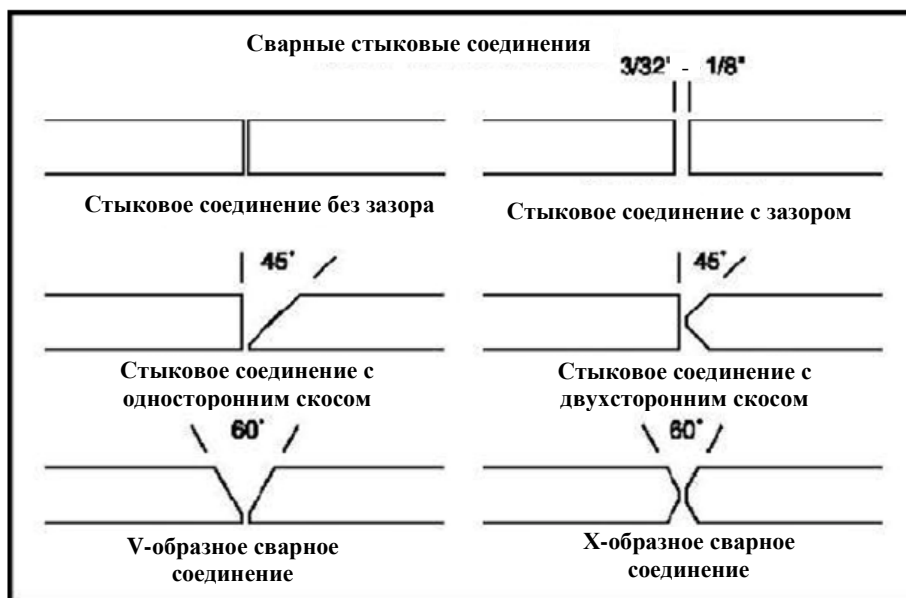 Сварные стыковые соединения
3/32' - 1/8"
Стыковое соединение без зазора
Стыковое соединение с зазором
45°
45°
Стыковое соединение с
односторонним скосом
Стыковое соединение с
двухсторонним скосом
60°
60°
V-образное сварное
соединение
X-образное сварное
соединение